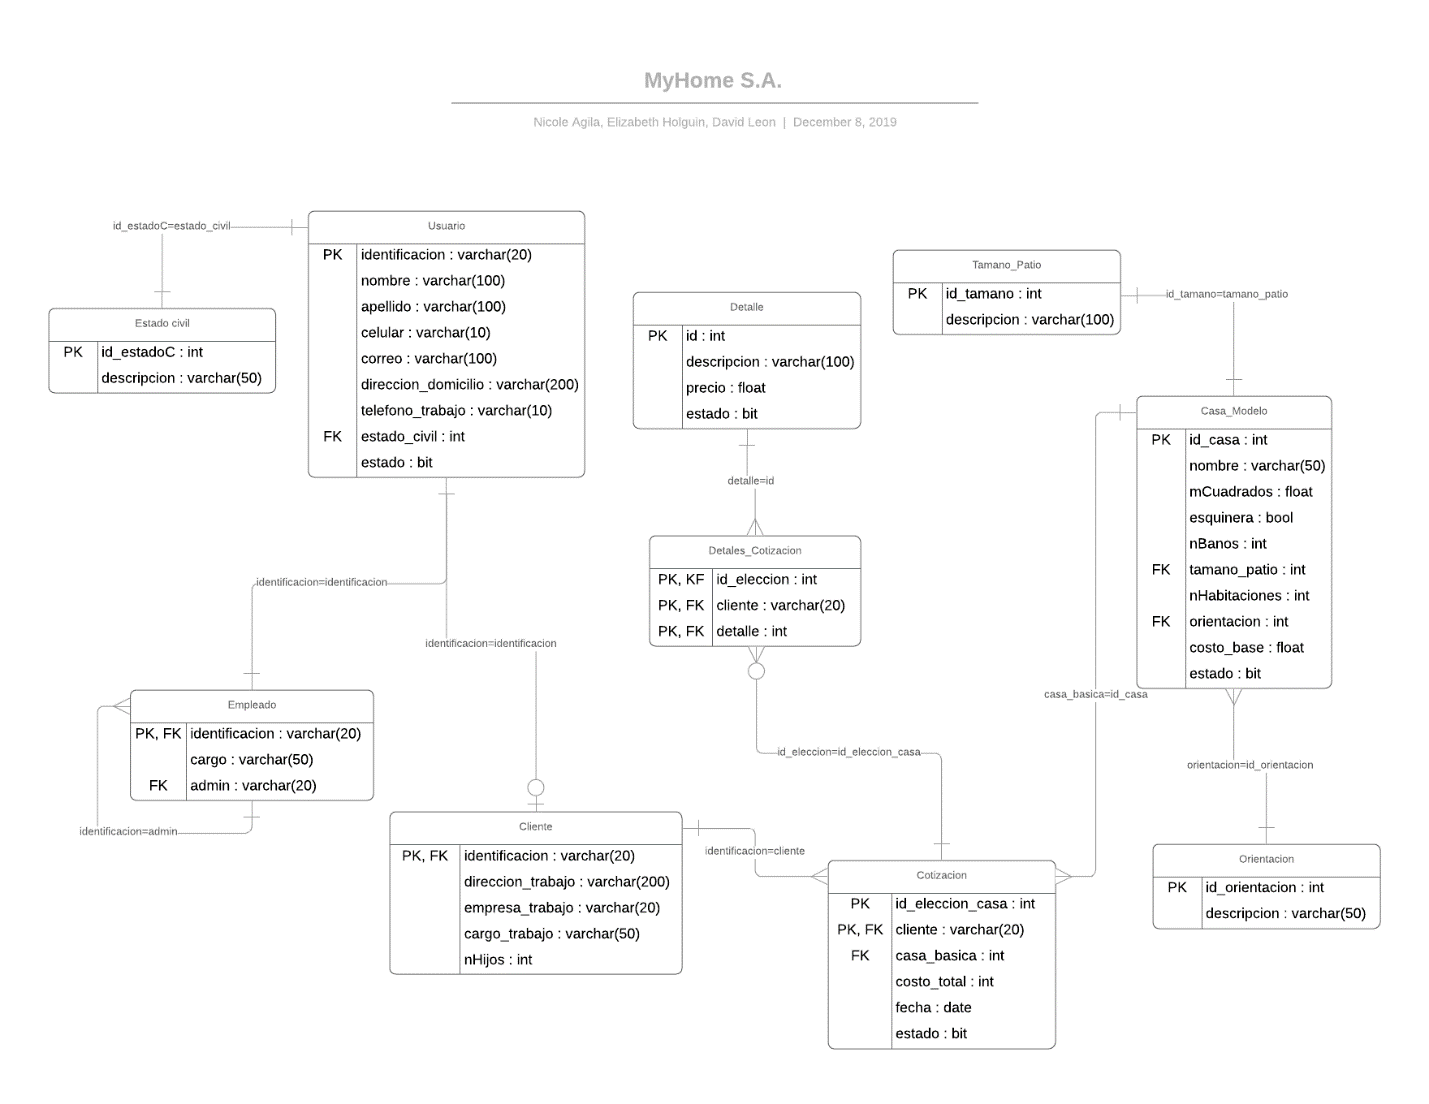 MyHome S.A.
Nicole Agila, Elizabeth Holguin, David Leon | December 8, 2019
id_estadoC=estado_civil
Estado civil
PK id_estadoC : int
descripcion : varchar(50)
Usuario
PK identificacion : varchar(20)
nombre : varchar(100)
apellido : varchar(100)
celular : varchar(10)
correo : varchar(100)
direccion_domicilio : varchar(200)
telefono_trabajo : varchar(10)
FK estado_civil : int
estado : bit
Detalle
PK id : int
descripcion : varchar(100)
precio : float
estado : bit
detalle=id
Tamano_Patio
PK id_tamano : int
descripcion : varchar(100)
id_tamano=tamano_patio
Casa_Modelo
PK id_casa : int
nombre : varchar(50)
mCuadrados : float
esquinera : bool
nBanos : int
FK tamano_patio : int
nHabitaciones : int
FK orientacion : int
costo_base : float
estado : bit
Detales_Cotizacion
PK, KF id_eleccion : int
PK, FK cliente : varchar(20)
PK, FK detalle : int
identificacion=identificacion
identificacion=identificacion
casa_basica=id_casa
Empleado
PK, FK identificacion : varchar(20)
cargo : varchar(50)
FK admin : varchar(20)
identificacion=admin
id_eleccion=id_eleccion_casa
orientacion=id_orientacion
Cliente
PK, FK identificacion : varchar(20)
direccion_trabajo : varchar(200)
empresa_trabajo : varchar(20)
cargo_trabajo : varchar(50)
nHijos : int
identificacion=cliente
Cotizacion
PK id_eleccion_casa : int
PK, FK cliente : varchar(20)
FK casa_basica : int
costo_total : int
fecha : date
estado : bit
Orientacion
PK id_orientacion : int
descripcion : varchar(50)